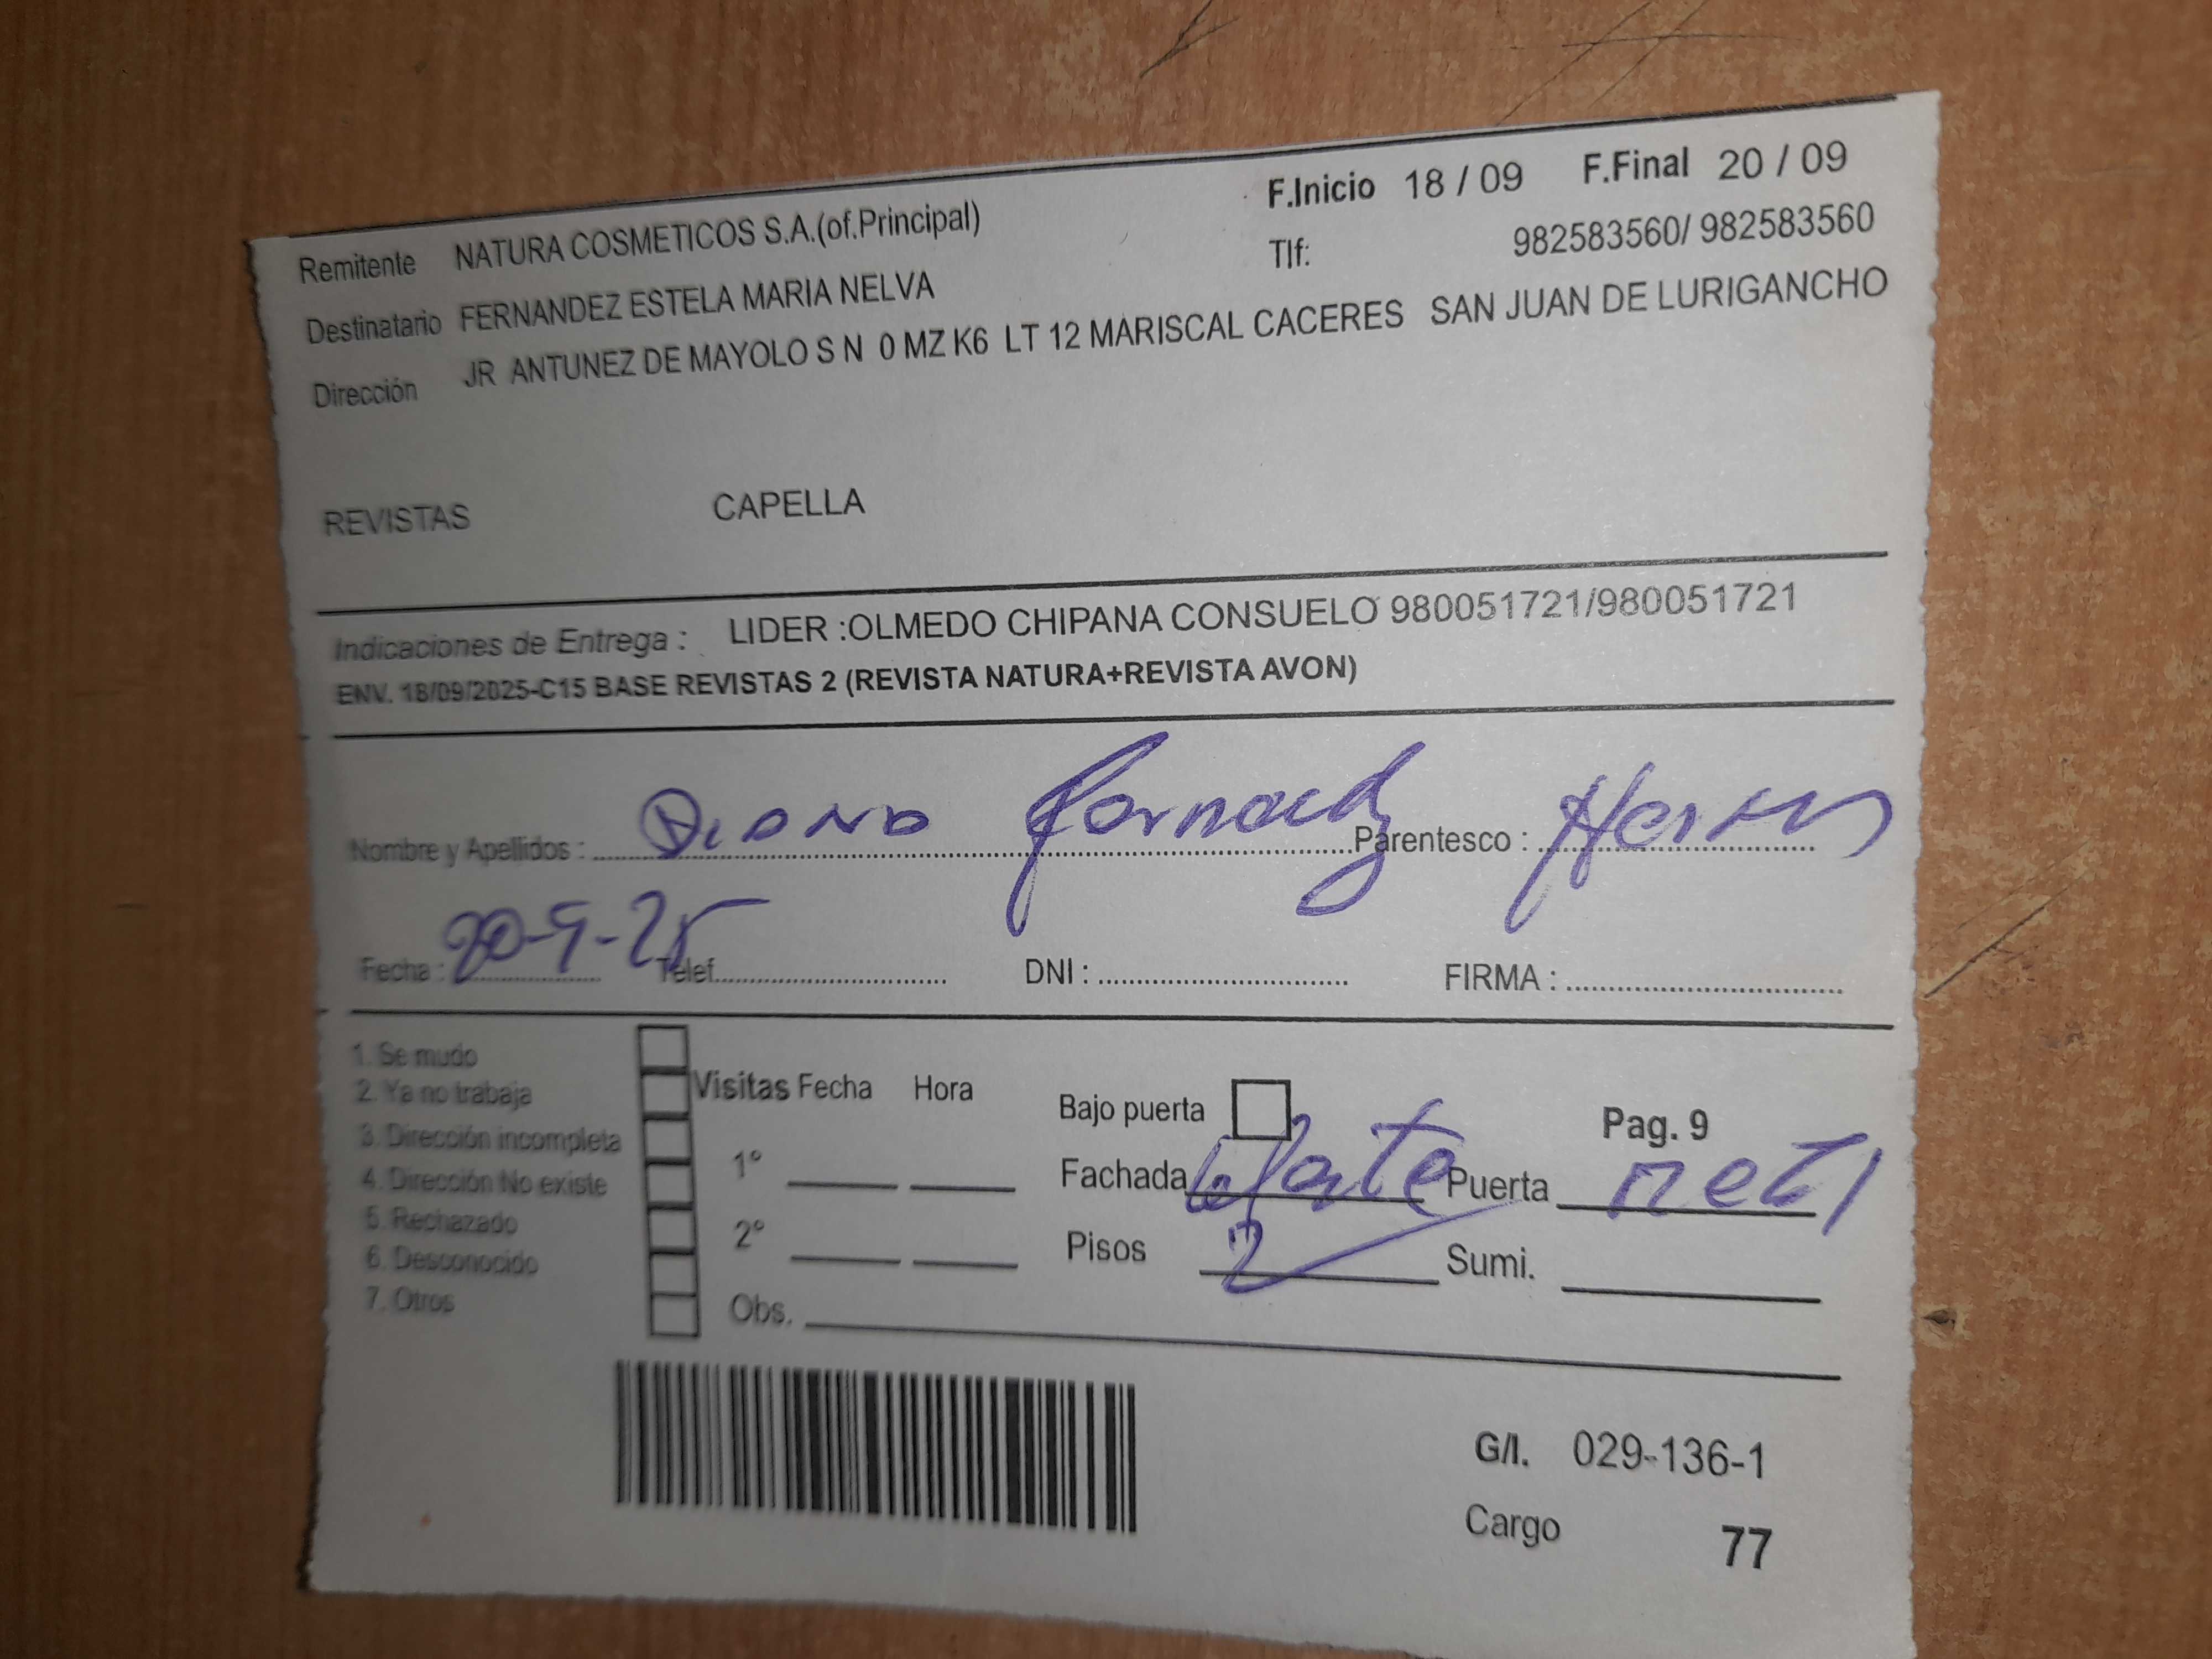 F.Inicio 18 / 09 F.Final 20 / 09
Remitente NATURA COSMETICOS S.A.(of.Principal) Tlf: 982583560/ 982583560
Destinatario FERNANDEZ ESTELA MARIA NELVA
Dirección JR ANTUNEZ DE MAYOLO S N 0 MZ K6 LT 12 MARISCAL CACERES SAN JUAN DE LURIGANCHO
REVISTAS CAPELLA
Indicaciones de Entrega : LIDER :OLMEDO CHIPANA CONSUELO 980051721/980051721
ENV. 18/09/2025-C15 BASE REVISTAS 2 (REVISTA NATURA+REVISTA AVON)
Nombre y Apellidos : Diana Parentesco :
Fecha : 20-9-25 Telef. DNI : FIRMA :
1. Se mudo
2. Ya no trabaja
3. Dirección incompleta
4. Dirección No existe
5. Rechazado
6. Desconocido
7. Otros
Visitas Fecha Hora
1°
2°
Obs.
Bajo puerta Pag. 9
Fachada Puerta
Pisos 2 Sumi.
G/I. 029-136-1
Cargo 77